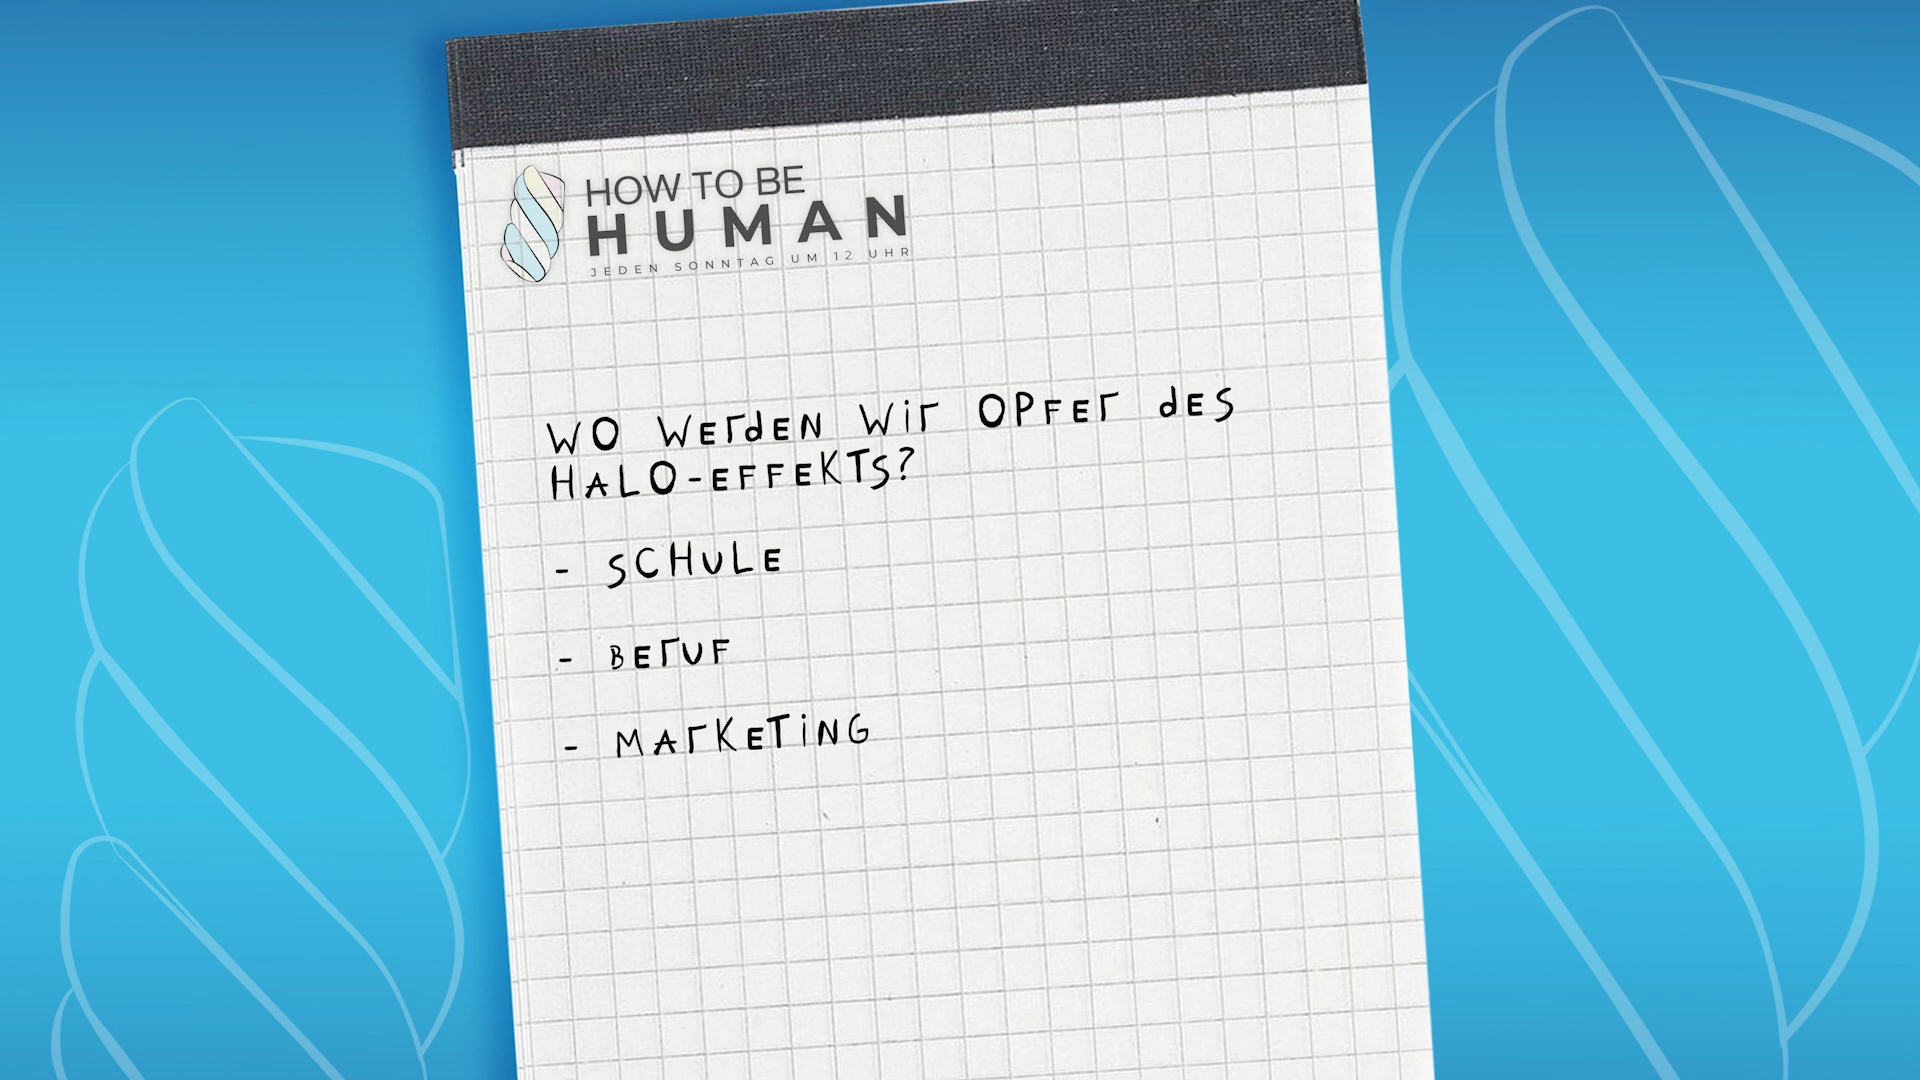 HOW TO BE
HUMAN
JEDEN SONNTAG UM 12 UHR
WO WERDEN WIR OPFER DES
HALO-EFFEKTS?
- SCHULE
- BERUF
- MARKETING